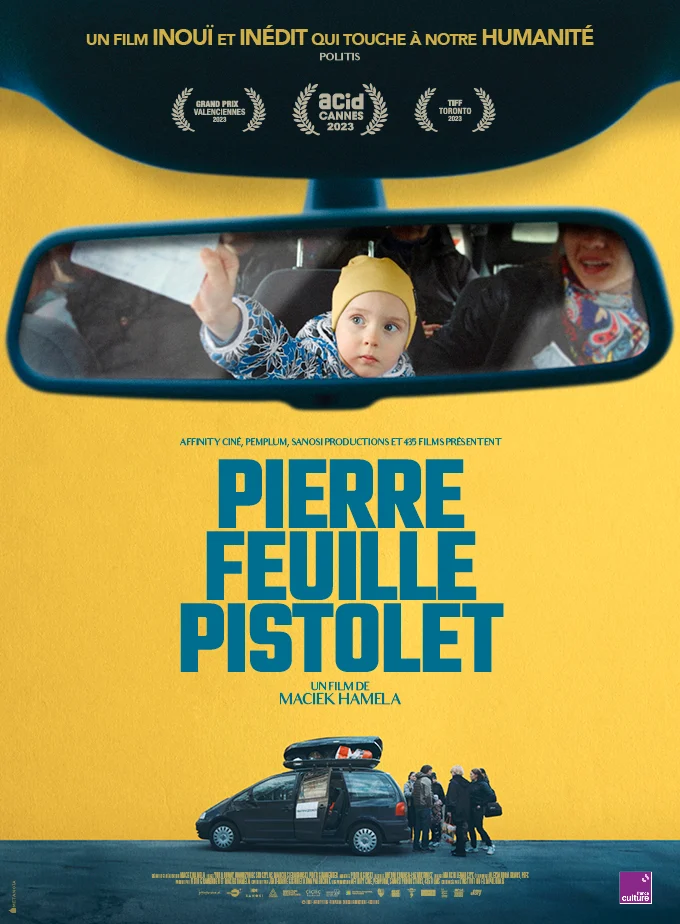 UN FILM INOUÏ ET INÉDIT QUI TOUCHE À NOTRE HUMANITÉ
POLITIS
GRAND PRIX
VALENCIENNES
2023
acid
CANNES
2023
TIFF
TORONTO
2023
AFFINITY CINÉ, PEMPLUM, SANOSI PRODUCTIONS ET 435 FILMS PRÉSENTENT
PIERRE
FEUILLE
PISTOLET
UN FILM DE
MACIEK HAMELA
france
culture